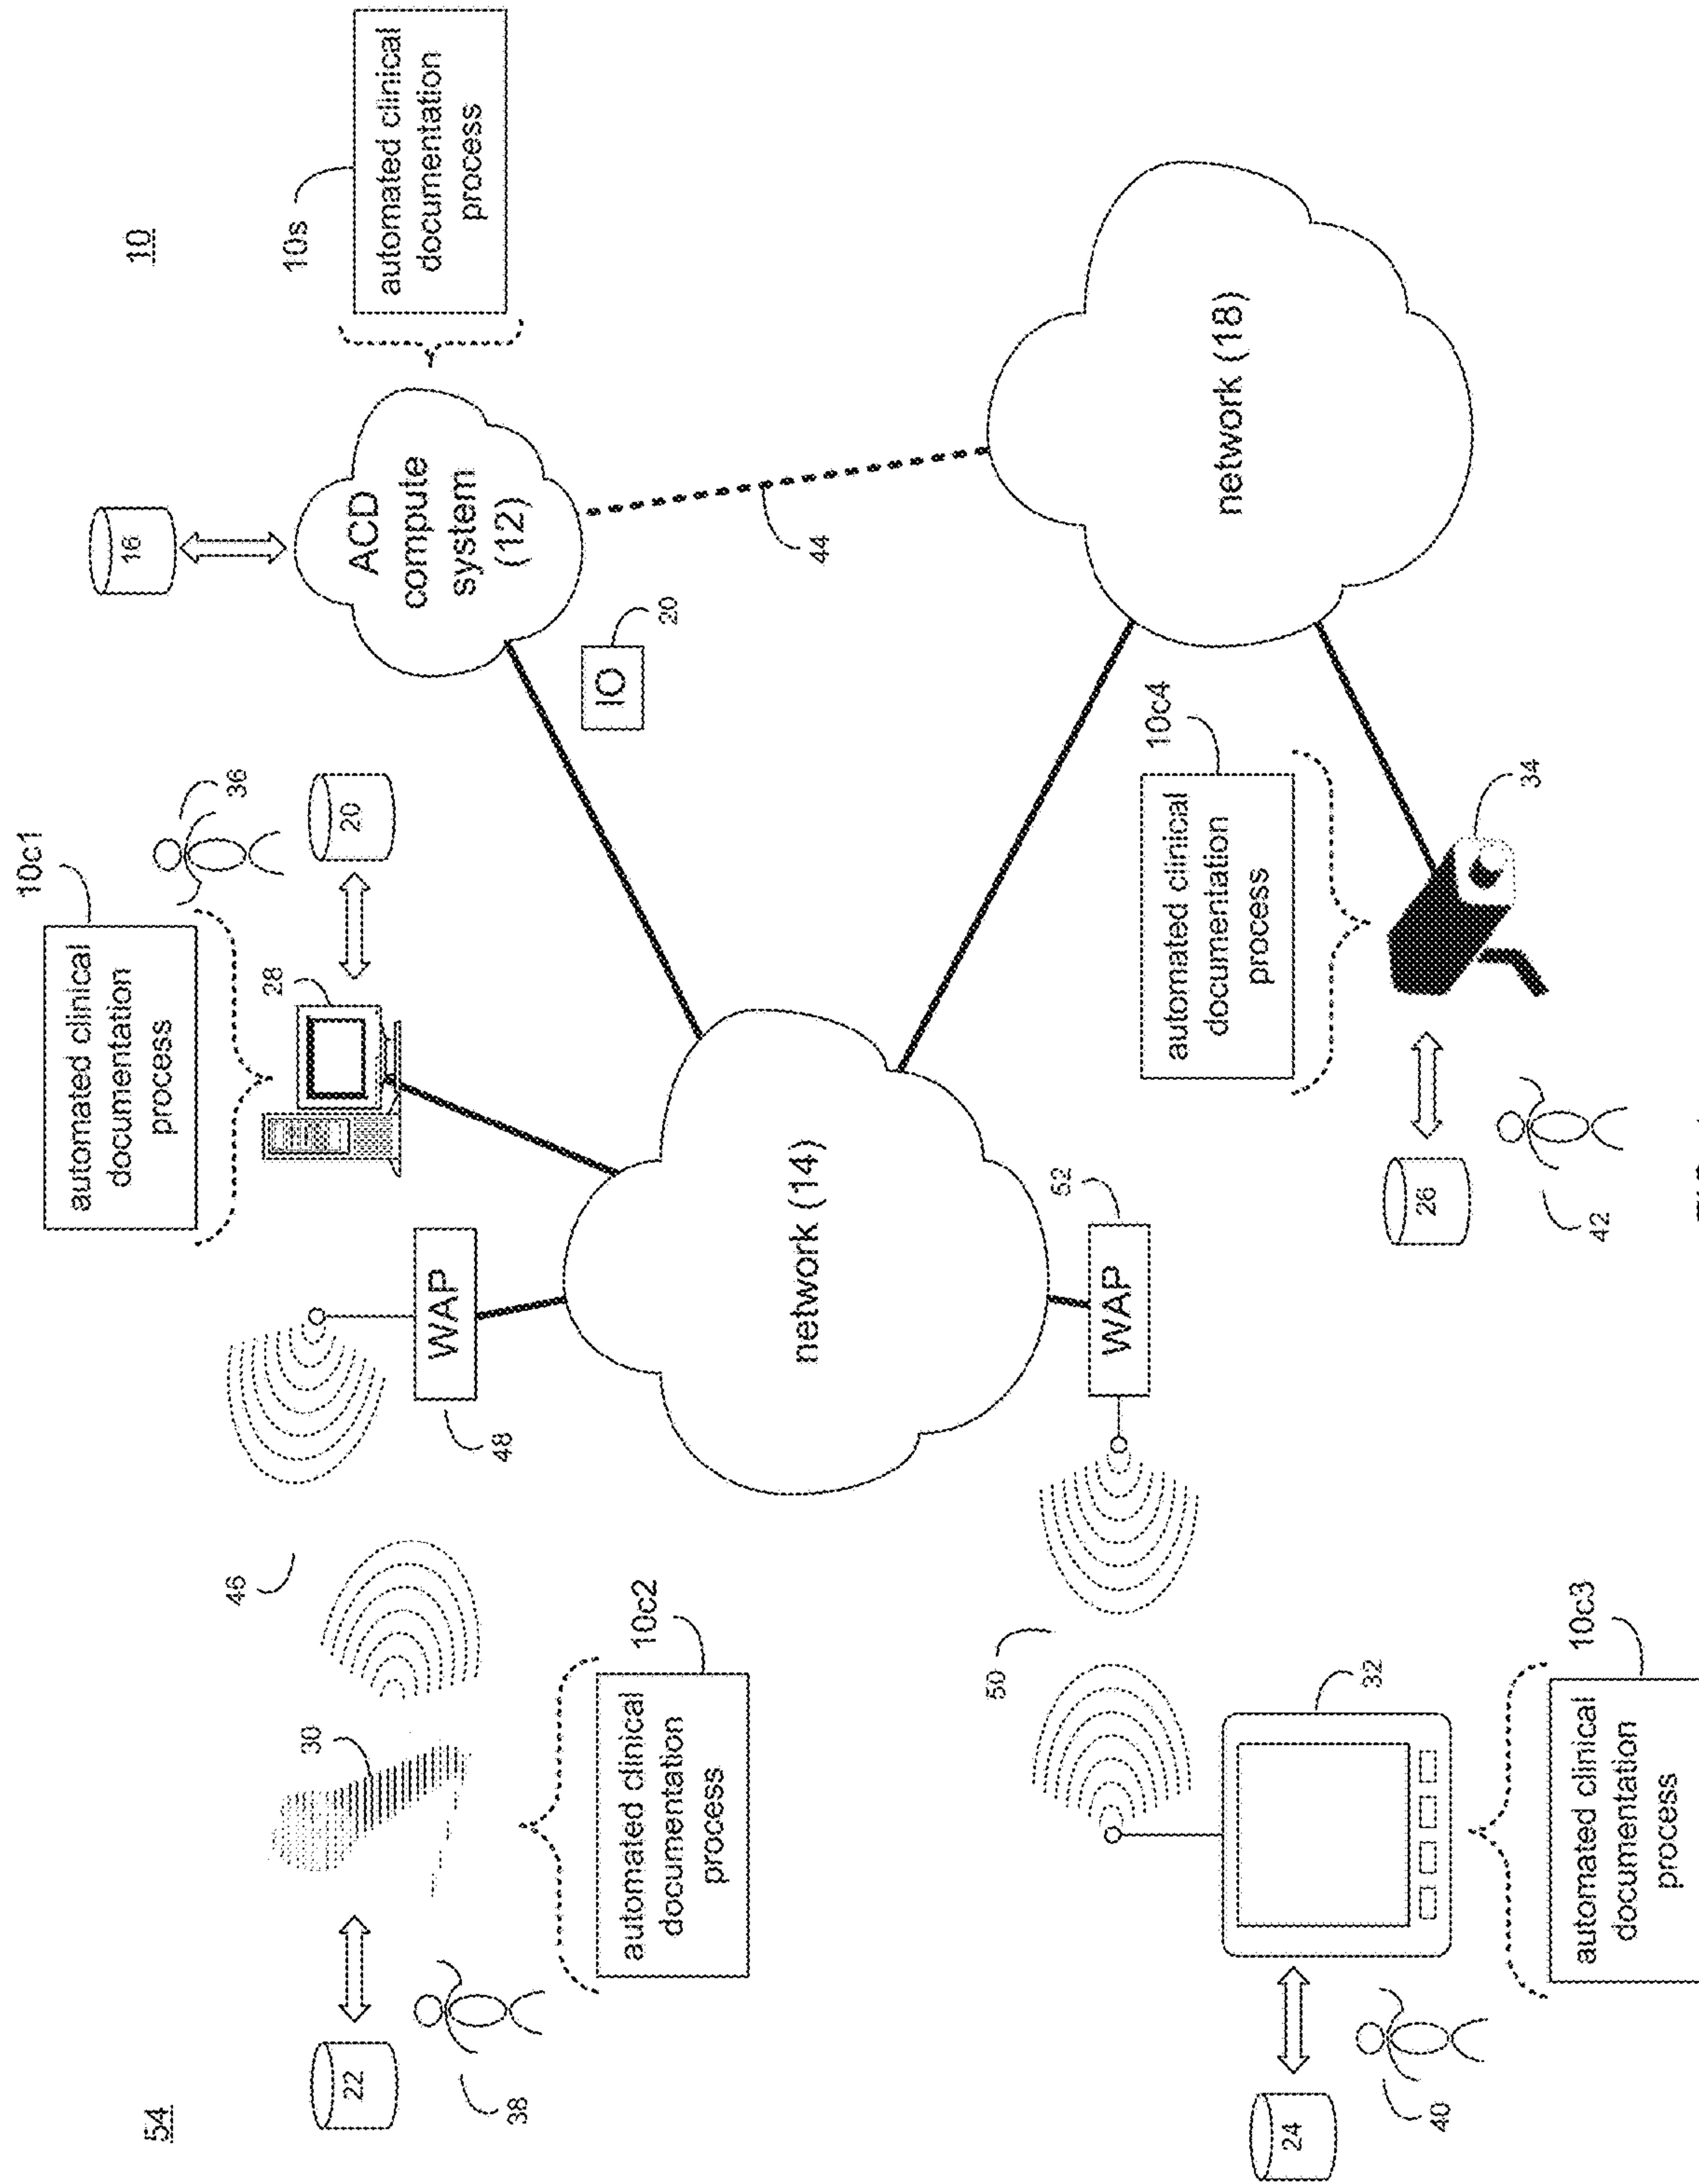 10c1
automated clinical
documentation
process
54
10
36
16
46
28
10s
30
22
20
automated clinical
documentation
process
ACD
compute
system
(12)
WAP
48
38
10c2
automated clinical
documentation
process
IO
20
network (14)
44
50
52
WAP
10c4
automated clinical
documentation
process
network (18)
24
32
40
26
34
42
10c3
automated clinical
documentation
process